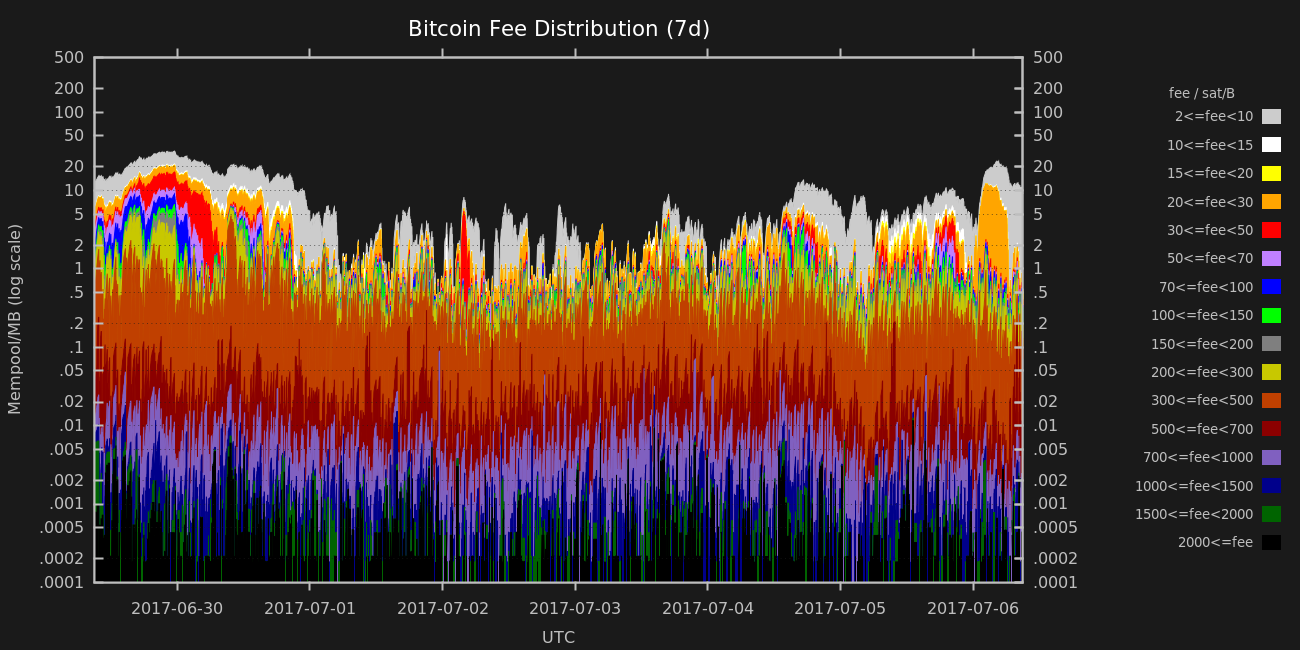 Bitcoin Fee Distribution (7d)
Mempool/MB (log scale)
500
200
100
50
20
10
5
2
1
.5
.2
.1
.05
.02
.01
.005
.002
.001
.0005
.0002
.0001
500
200
100
50
20
10
5
2
1
.5
.2
.1
.05
.02
.01
.005
.002
.001
.0005
.0002
.0001
2017-06-30 2017-07-01 2017-07-02 2017-07-03 2017-07-04 2017-07-05 2017-07-06
UTC
fee / sat/B
2<=fee<10
10<=fee<15
15<=fee<20
20<=fee<30
30<=fee<50
50<=fee<70
70<=fee<100
100<=fee<150
150<=fee<200
200<=fee<300
300<=fee<500
500<=fee<700
700<=fee<1000
1000<=fee<1500
1500<=fee<2000
2000<=fee